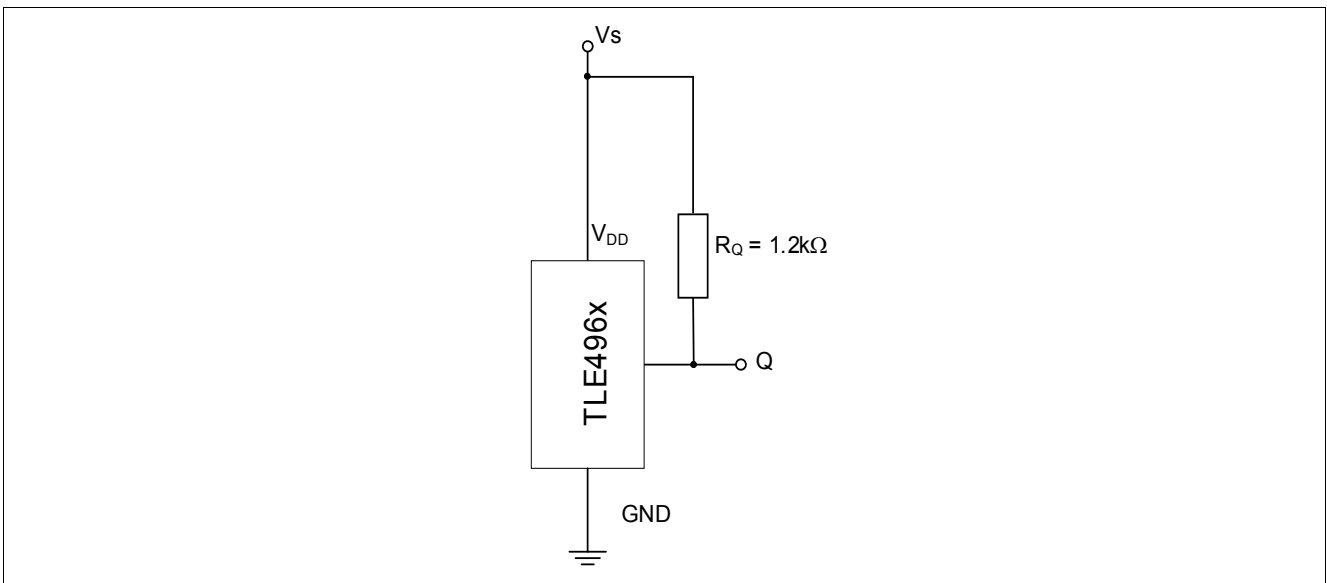 Vs
VDD
RQ = 1.2kΩ
TLE496x
Q
GND